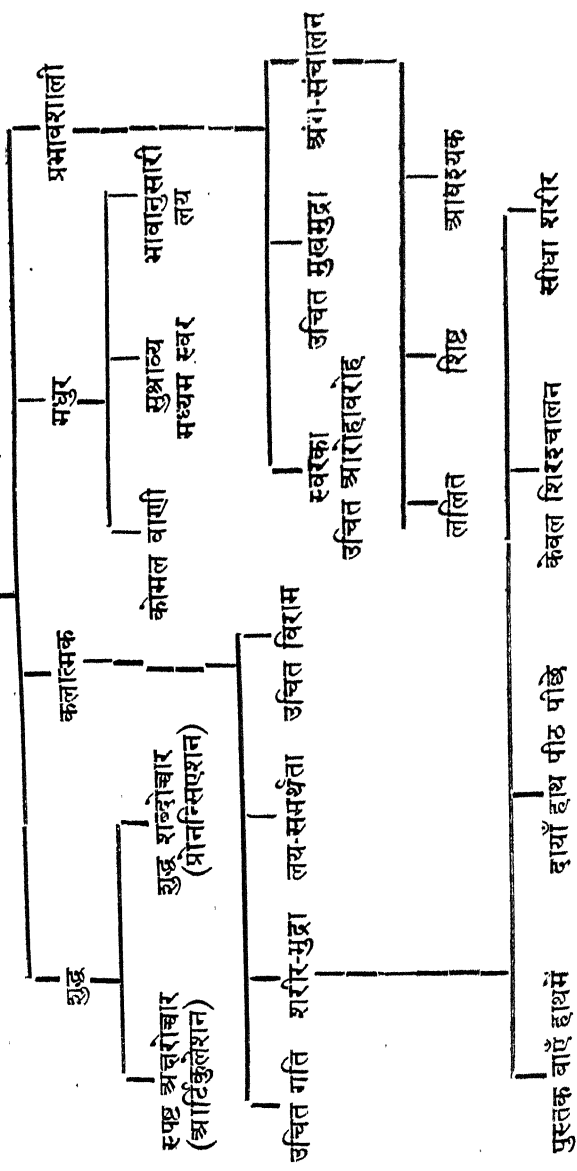 शुद्ध कलात्मक मधुर प्रभावशाली
स्पष्ट अक्षरोच्चार
(आर्टिकुलेशन)
शुद्ध शब्दोच्चार
(प्रोनन्सिएशन)
कोमल वाणी
सुश्राव्य
मध्यम स्वर
भावानुसारी
लय
उचित गति शरीर-मुद्रा लय-समर्थता उचित विराम
स्वरका
उचित आरोहावरोह
उचित मुखमुद्रा
अंग-संचालन
ललित शिष्ट आवश्यक
पुस्तक बाएँ हाथमें दायाँ हाथ पीठ पीछे केवल शिरश्चालन सीधा शरीर